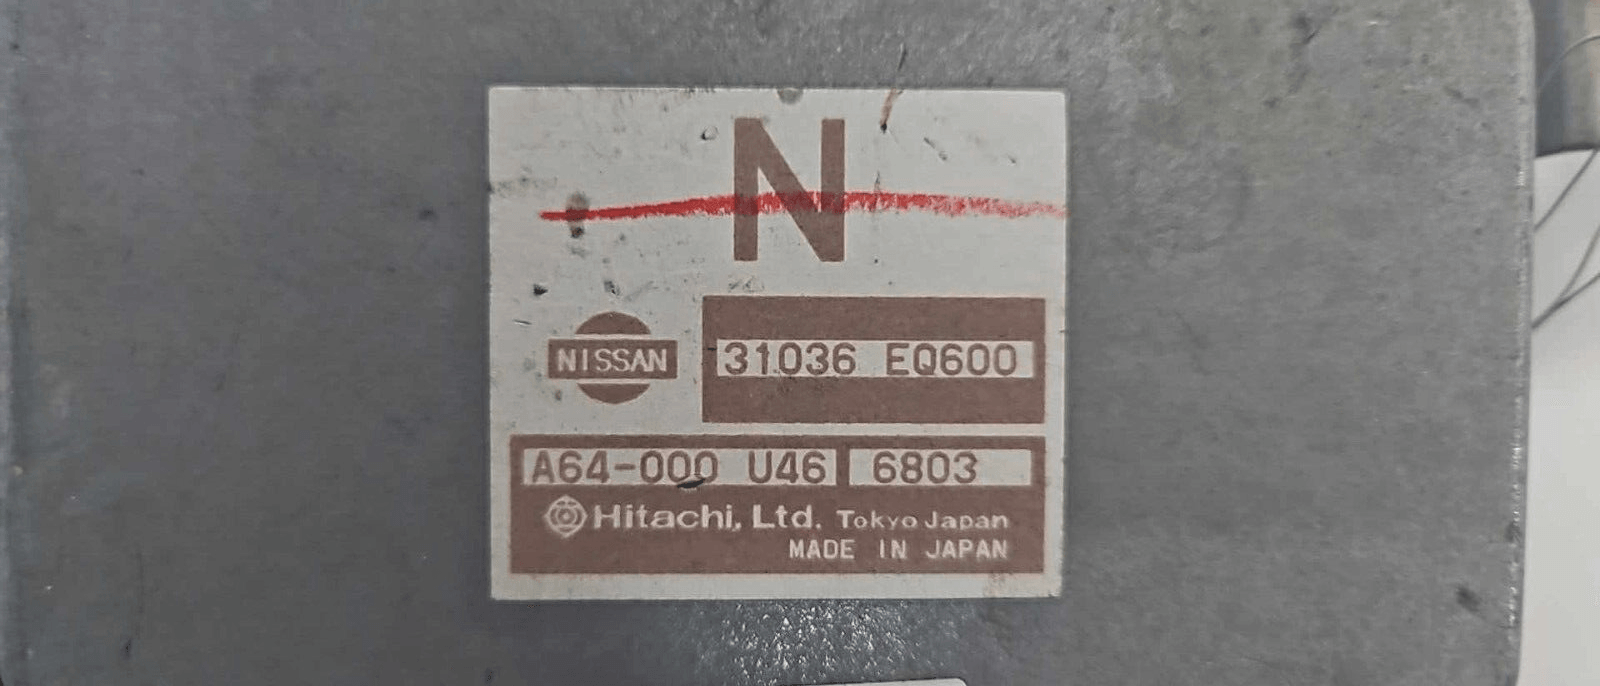 N
NISSAN
31036 EQ600
A64-000 U46 6803
Hitachi, Ltd. Tokyo Japan
MADE IN JAPAN